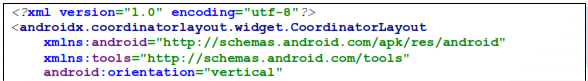 <?xml version="1.0" encoding="utf-8"?>
<androidx.coordinatorlayout.widget.CoordinatorLayout
xmlns:android="http://schemas.android.com/apk/res/android"
xmlns:tools="http://schemas.android.com/tools"
android:orientation="vertical"